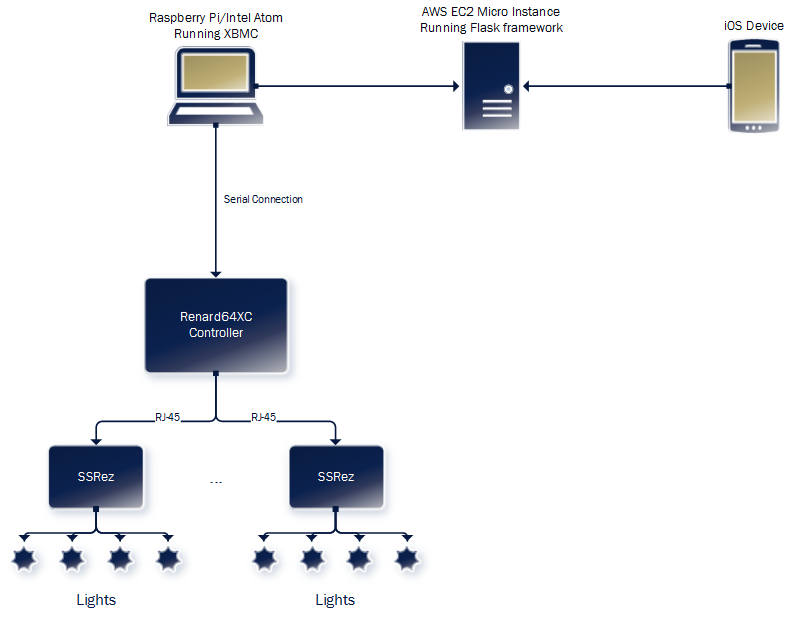 Raspberry Pi/Intel Atom
Running XBMC
AWS EC2 Micro Instance
Running Flask framework
iOS Device
Serial Connection
Renard64XC
Controller
RJ-45
RJ-45
SSRez
...
SSRez
Lights
Lights